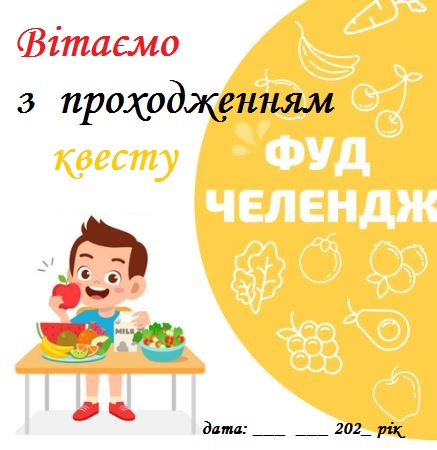 Вітаємо
з проходженням
квесту
ФУД
ЧЕЛЕНДЖ
MILK
дата: ___ ___ 202_ рік